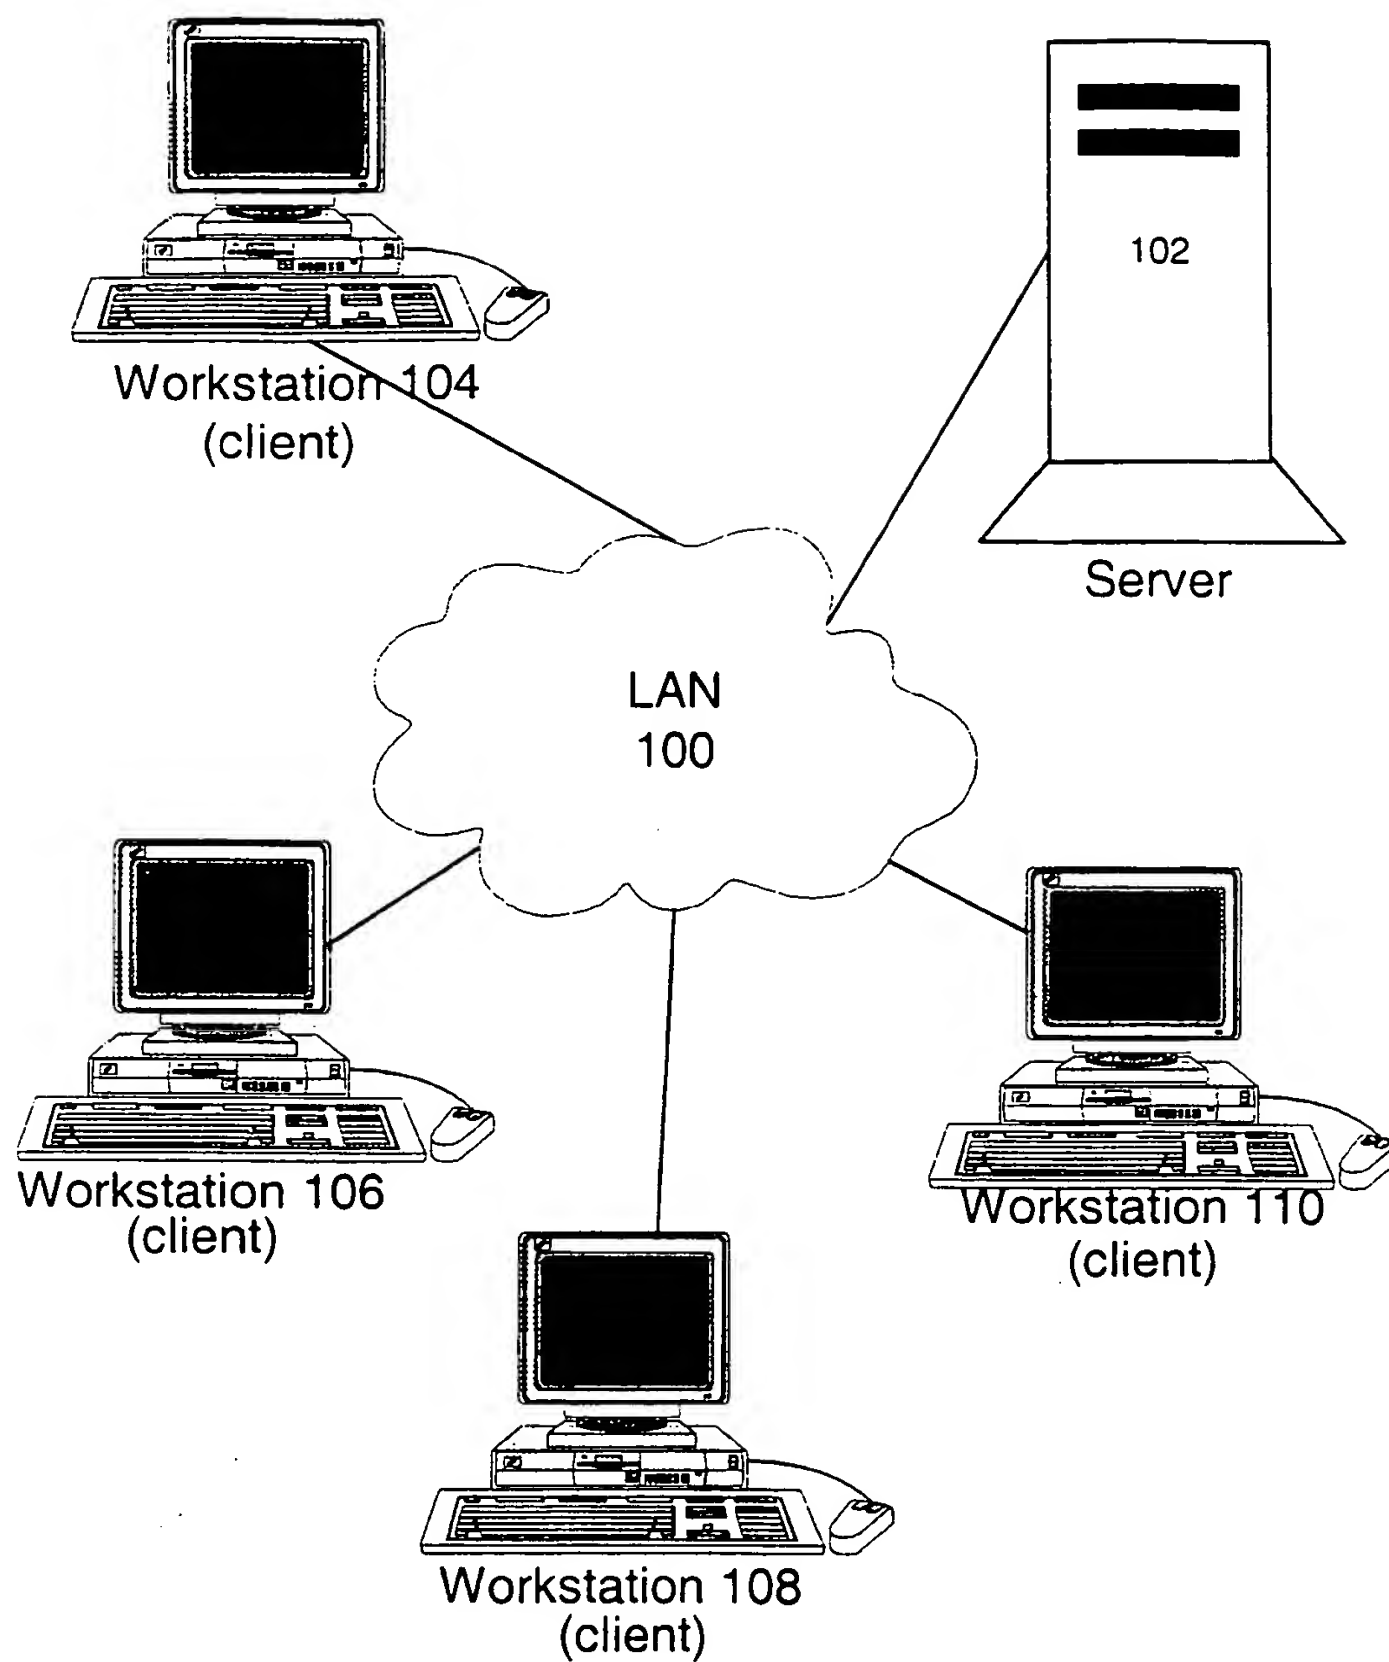 102
Workstation 104
(client)
Server
LAN
100
Workstation 106
(client)
Workstation 110
(client)
Workstation 108
(client)